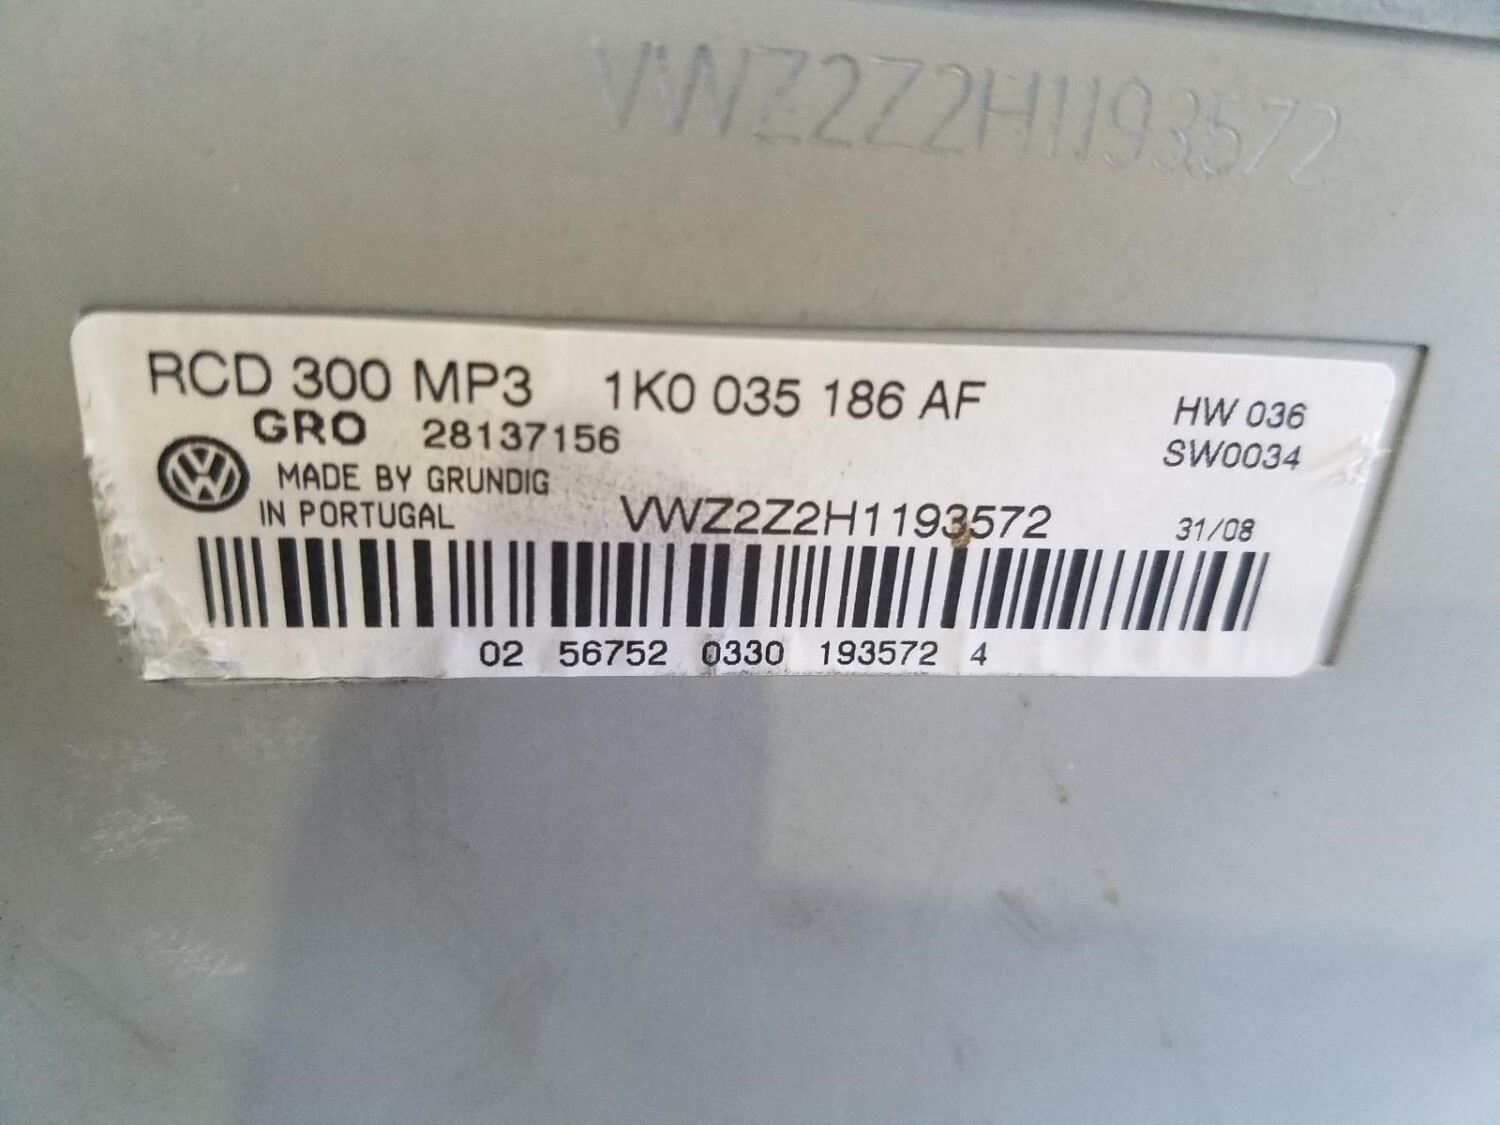 VWZ2Z2H1193572
RCD 300 MP3 1K0 035 186 AF
HW 036
GRO 28137156
SW0034
VW
MADE BY GRUNDIG
IN PORTUGAL
VWZ2Z2H1193572
31/08
02 56752 0330 193572 4